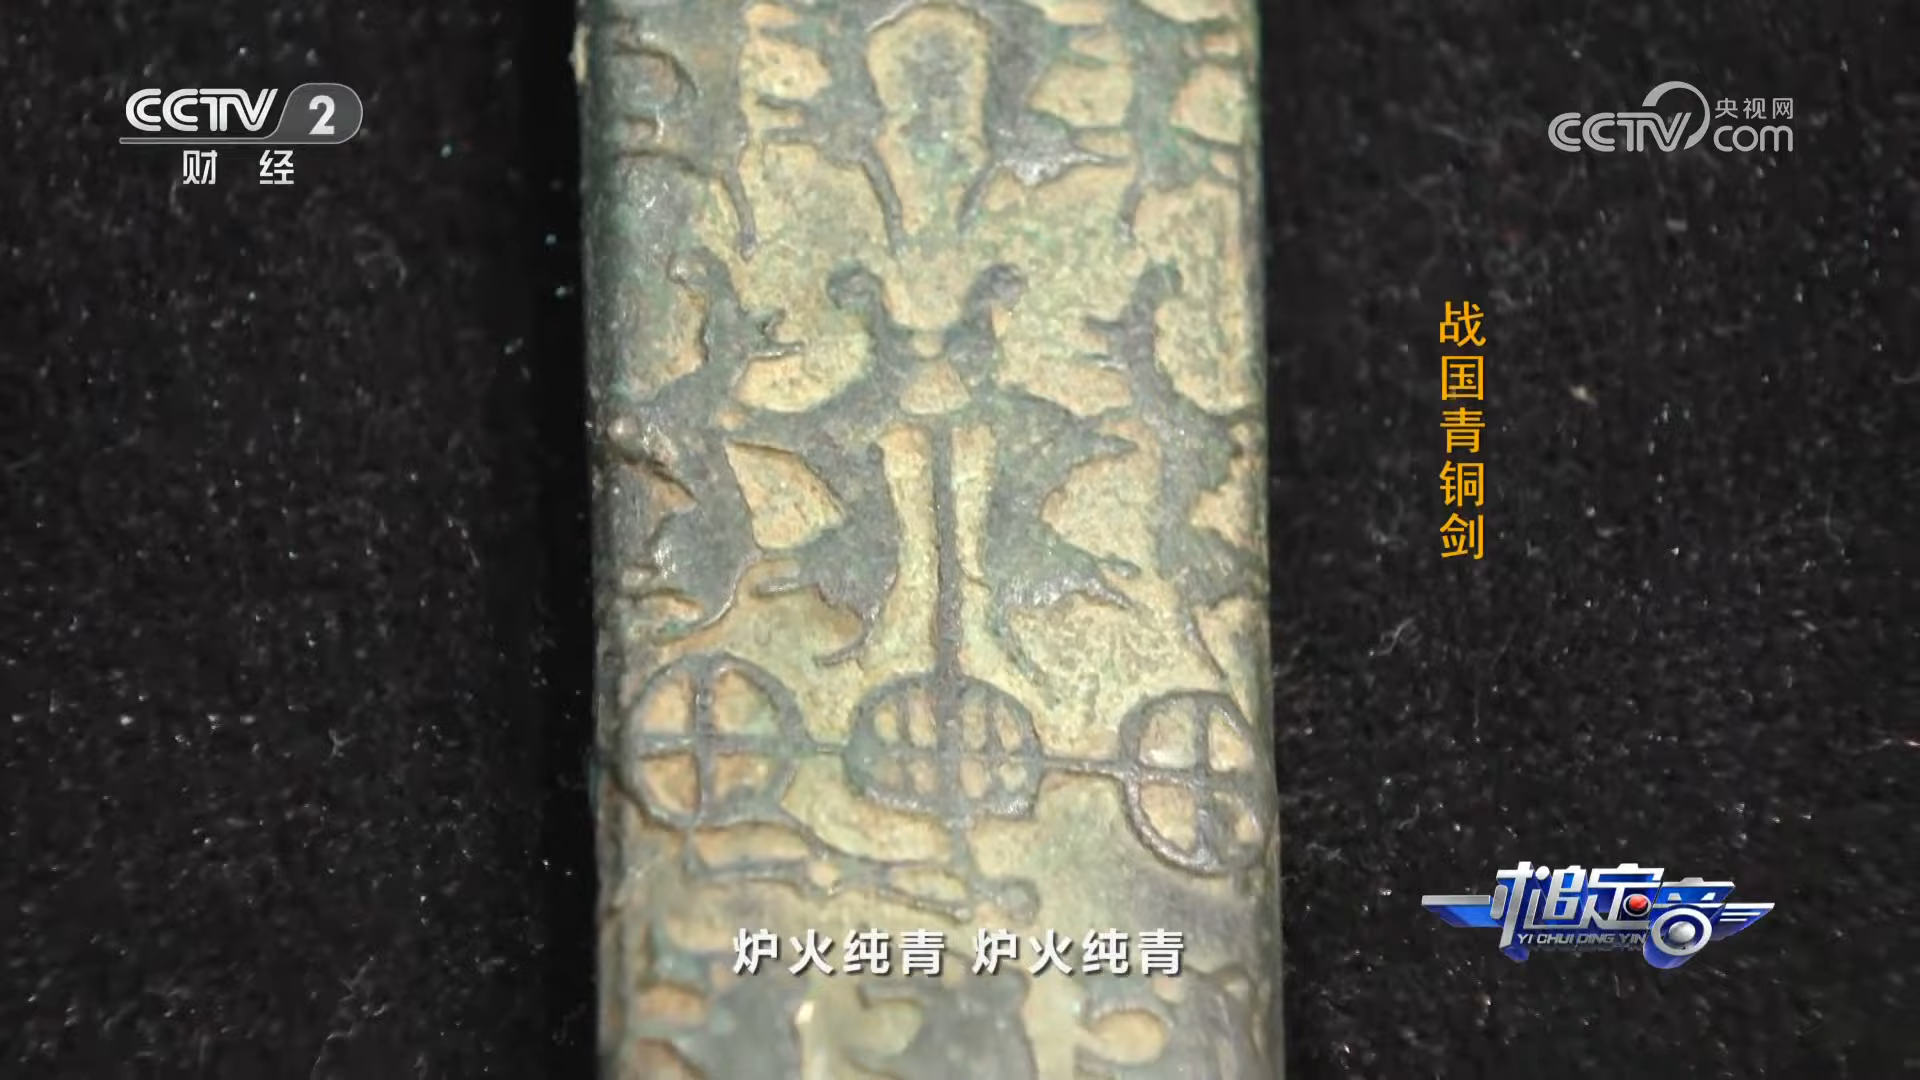 CCTV 2
财 经
央视网
CCTV com
战国青铜剑
一槌定音
YI CHUI DING YIN
炉火纯青 炉火纯青